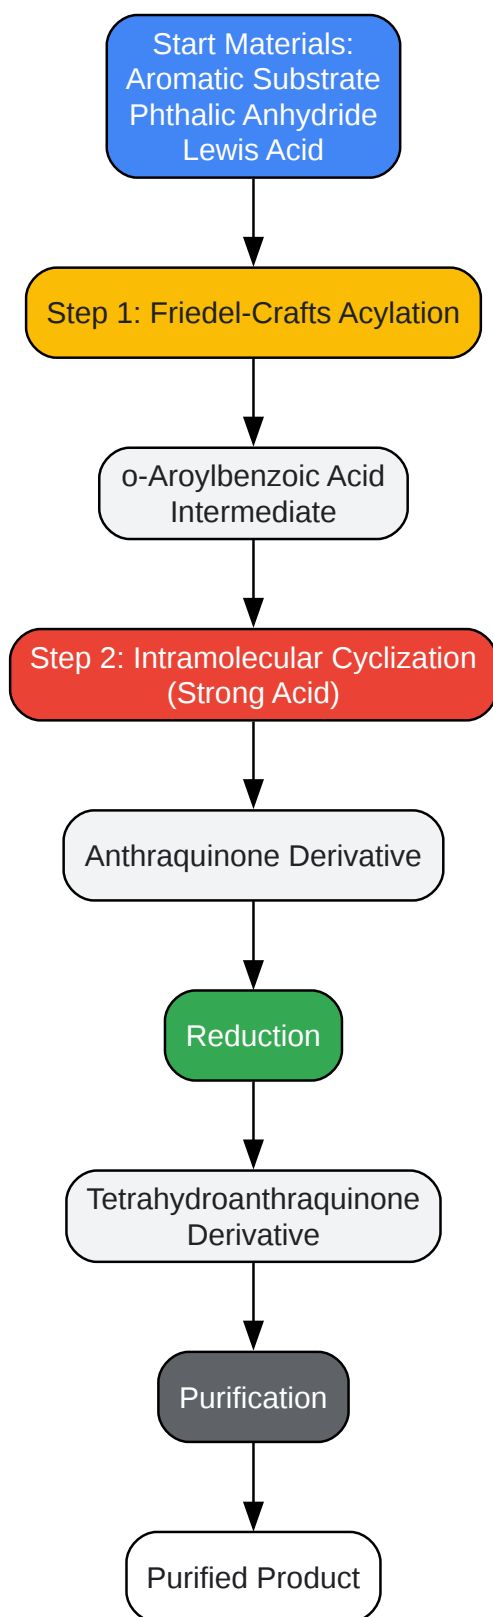 Start Materials:
Aromatic Substrate
Phthalic Anhydride
Lewis Acid
Step 1: Friedel-Crafts Acylation
o-Aroylbenzoic Acid
Intermediate
Step 2: Intramolecular Cyclization
(Strong Acid)
Anthraquinone Derivative
Reduction
Tetrahydroanthraquinone
Derivative
Purification
Purified Product